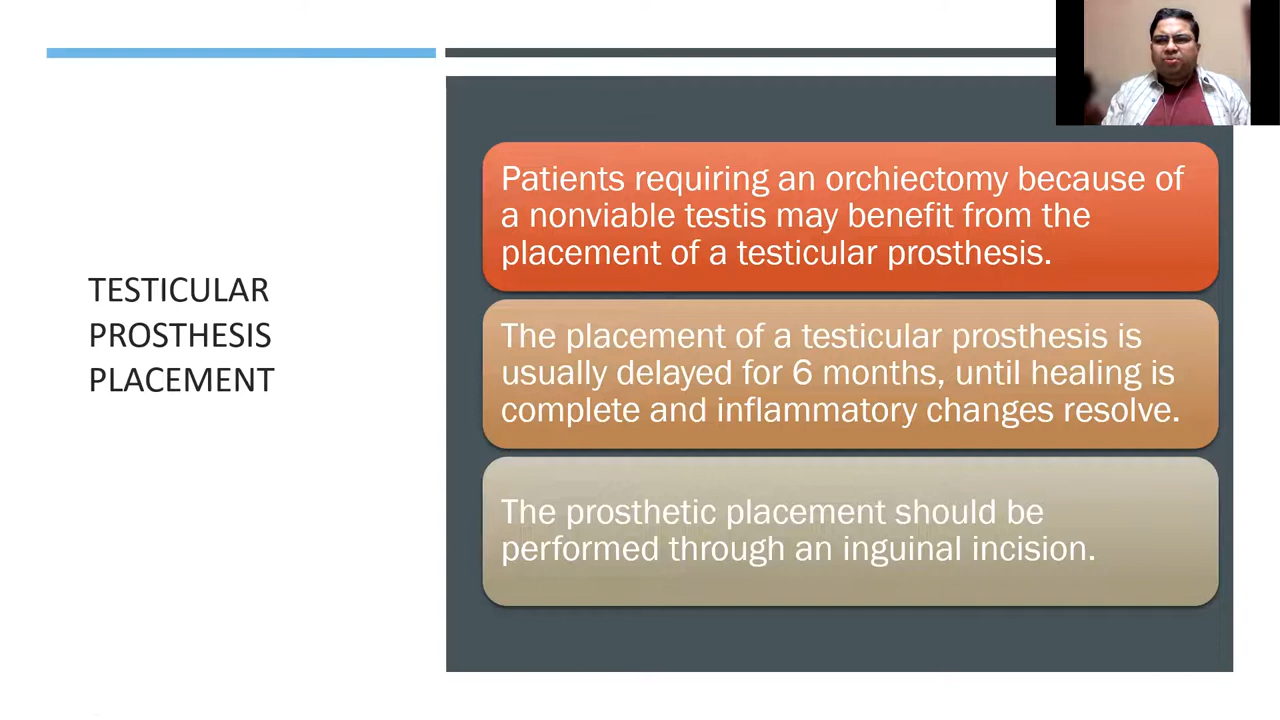 TESTICULAR
PROSTHESIS
PLACEMENT
Patients requiring an orchiectomy because of
a nonviable testis may benefit from the
placement of a testicular prosthesis.
The placement of a testicular prosthesis is
usually delayed for 6 months, until healing is
complete and inflammatory changes resolve.
The prosthetic placement should be
performed through an inguinal incision.